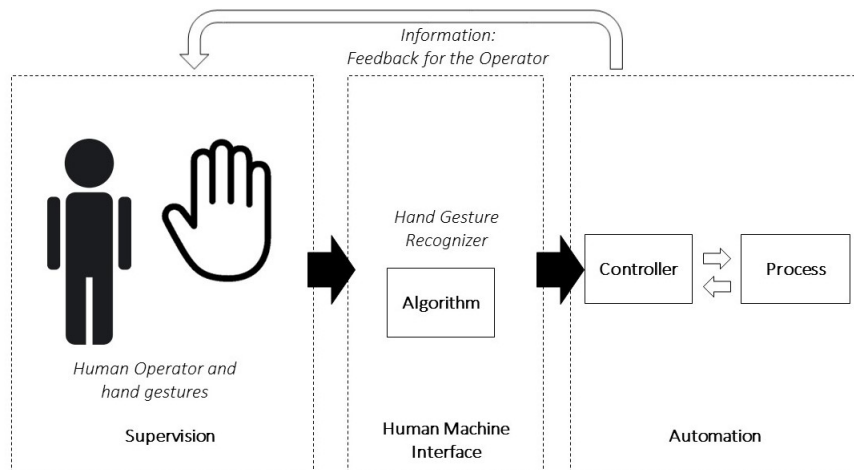 Information:
Feedback for the Operator
Hand Gesture
Recognizer
Controller
Process
Algorithm
Human Operator and
hand gestures
Supervision
Human Machine
Interface
Automation